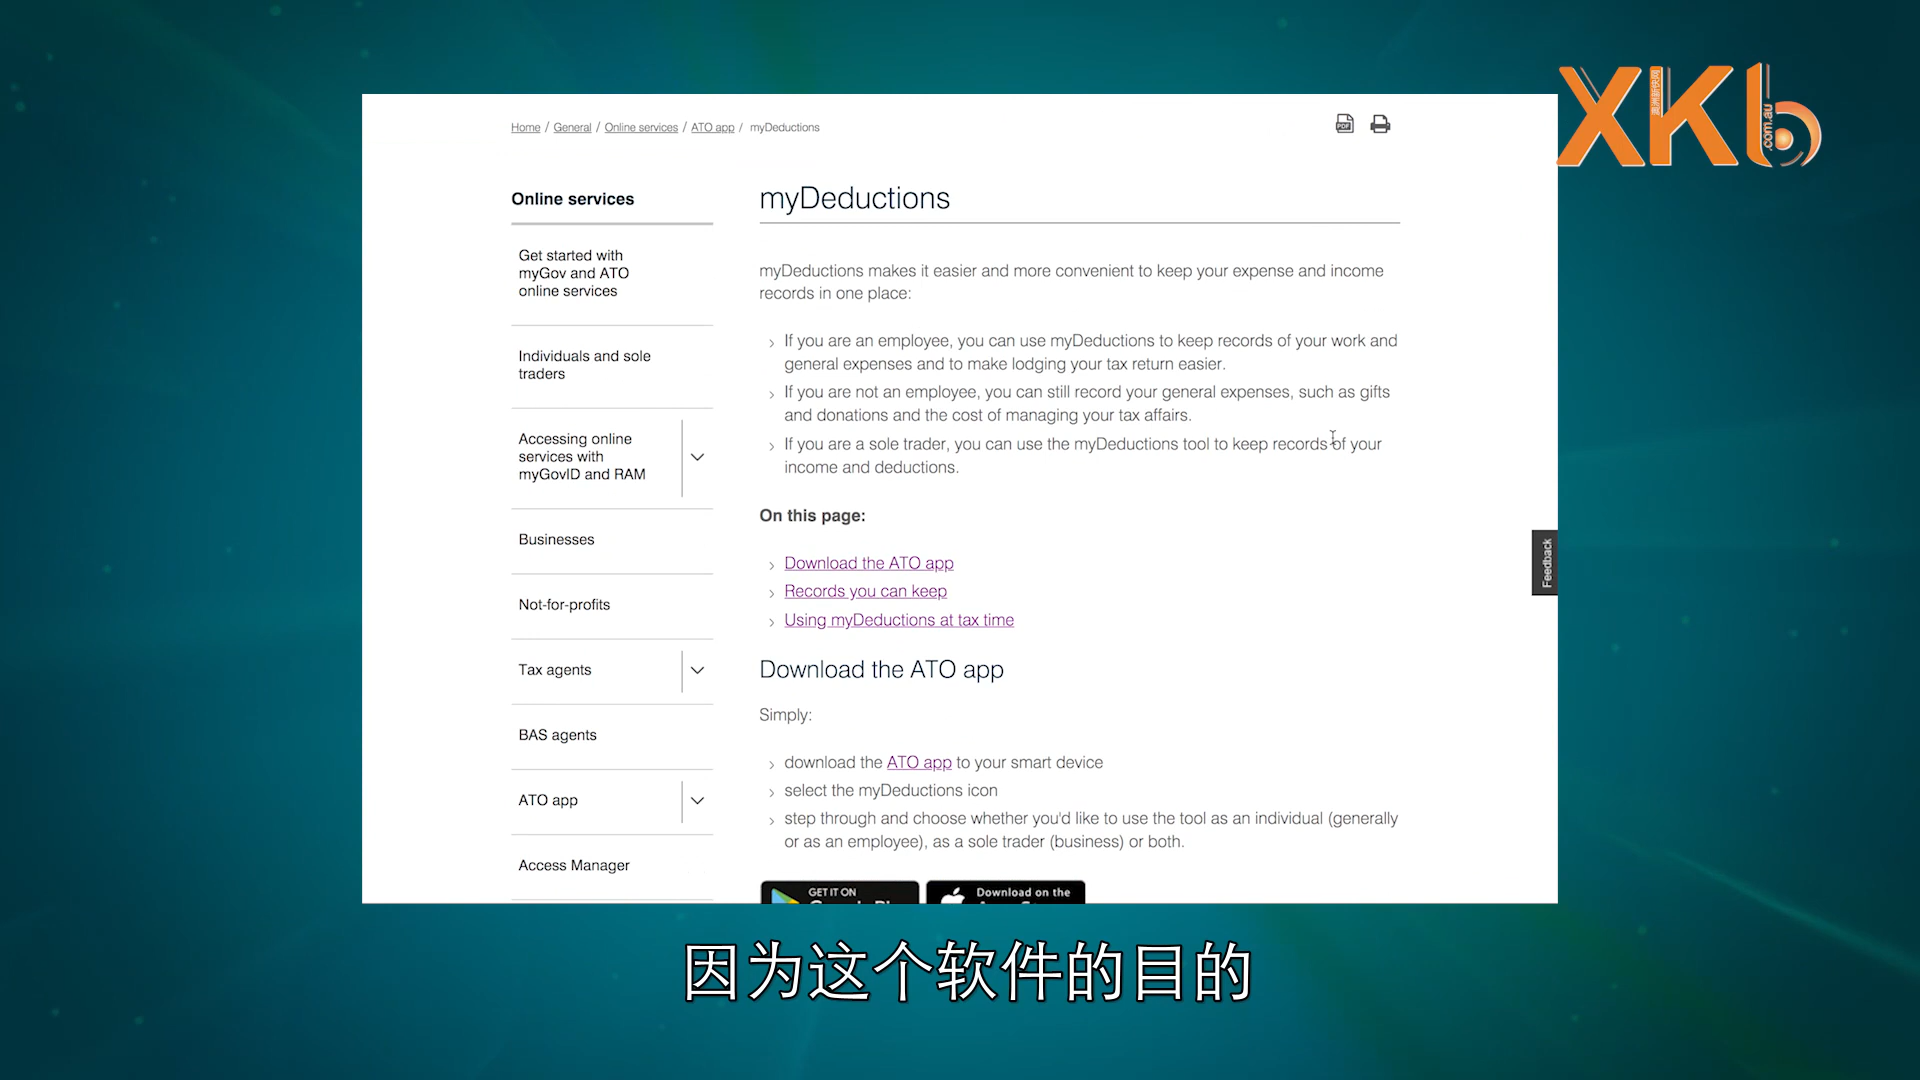 XKb
澳洲新快网
.com.au
Home / General / Online services / ATO app / myDeductions
PDF
Online services
Get started with
myGov and ATO
online services
Individuals and sole
traders
Accessing online
services with
myGovID and RAM
Businesses
Not-for-profits
Tax agents
BAS agents
ATO app
Access Manager
myDeductions
myDeductions makes it easier and more convenient to keep your expense and income
records in one place:
If you are an employee, you can use myDeductions to keep records of your work and
general expenses and to make lodging your tax return easier.
If you are not an employee, you can still record your general expenses, such as gifts
and donations and the cost of managing your tax affairs.
If you are a sole trader, you can use the myDeductions tool to keep records of your
income and deductions.
On this page:
Download the ATO app
Records you can keep
Using myDeductions at tax time
Download the ATO app
Simply:
download the ATO app to your smart device
select the myDeductions icon
step through and choose whether you'd like to use the tool as an individual (generally
or as an employee), as a sole trader (business) or both.
GET IT ON
Download on the
Feedback
因为这个软件的目的